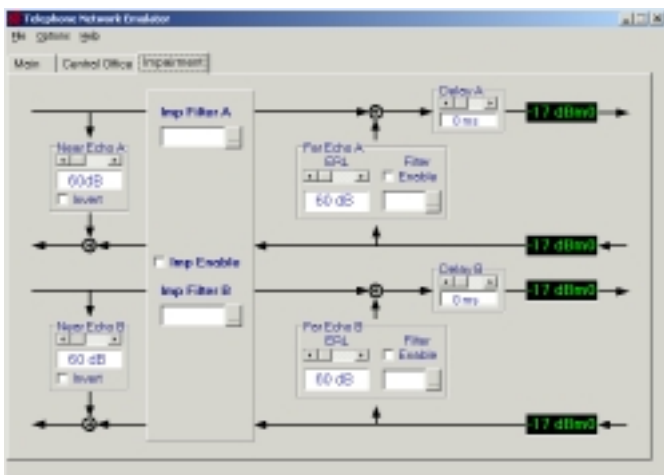 Telephone Network Emulator
File Options Help
Main Central Office Impairment
Imp Filter A
Delay A
0 ms
-17 dBm0
Near Echo A
60dB
Invert
Far Echo A
ERL
Filter
Enable
60 dB
-17 dBm0
Imp Enable
Imp Filter B
Delay B
0 ms
-17 dBm0
Near Echo B
60 dB
Invert
Far Echo B
ERL
Filter
Enable
60 dB
-17 dBm0